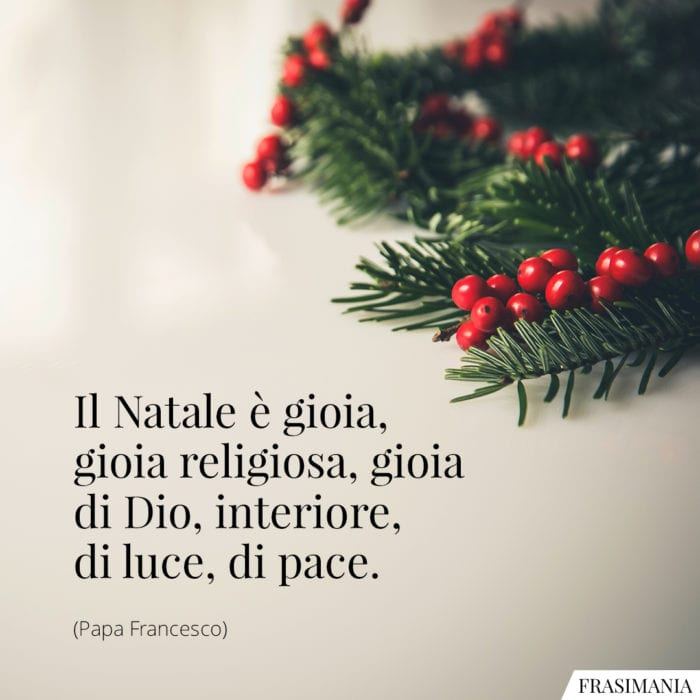 Il Natale è gioia,
gioia religiosa, gioia
di Dio, interiore,
di luce, di pace.
(Papa Francesco)
FRASIMANIA